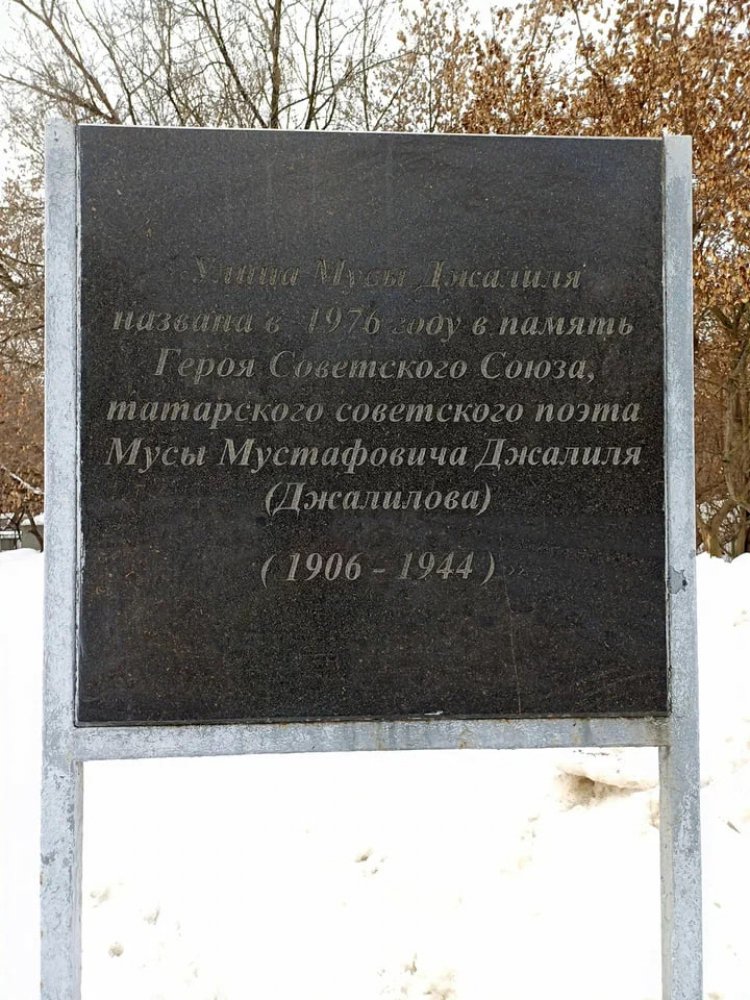 Улица Мусы Джалиля
названа в 1976 году в память
Героя Советского Союза,
татарского советского поэта
Мусы Мустафовича Джалиля
(Джалилова)
( 1906 - 1944 )